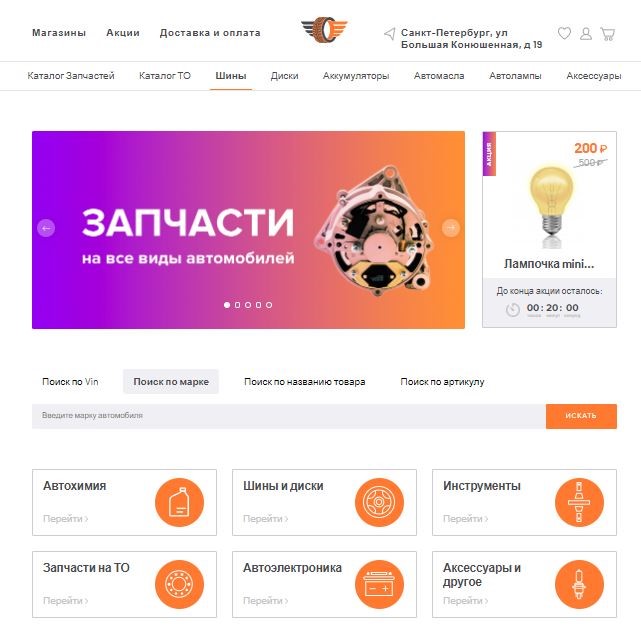 Магазины Акции Доставка и оплата
Санкт-Петербург, ул
Большая Конюшенная, д 19
Каталог Запчастей Каталог ТО Шины Диски Аккумуляторы Автомасла Автолампы Аксессуары
ЗАПЧАСТИ
на все виды автомобилей
АКЦИЯ
200 ₽
500 ₽
Лампочка mini...
До конца акции осталось:
00 : 20 : 00
Поиск по Vin Поиск по марке Поиск по названию товара Поиск по артикулу
Введите марку автомобиля ИСКАТЬ
Автохимия
Перейти
Шины и диски
Перейти
Инструменты
Перейти
Запчасти на ТО
Перейти
Автоэлектроника
Перейти
Аксессуары и
другое
Перейти